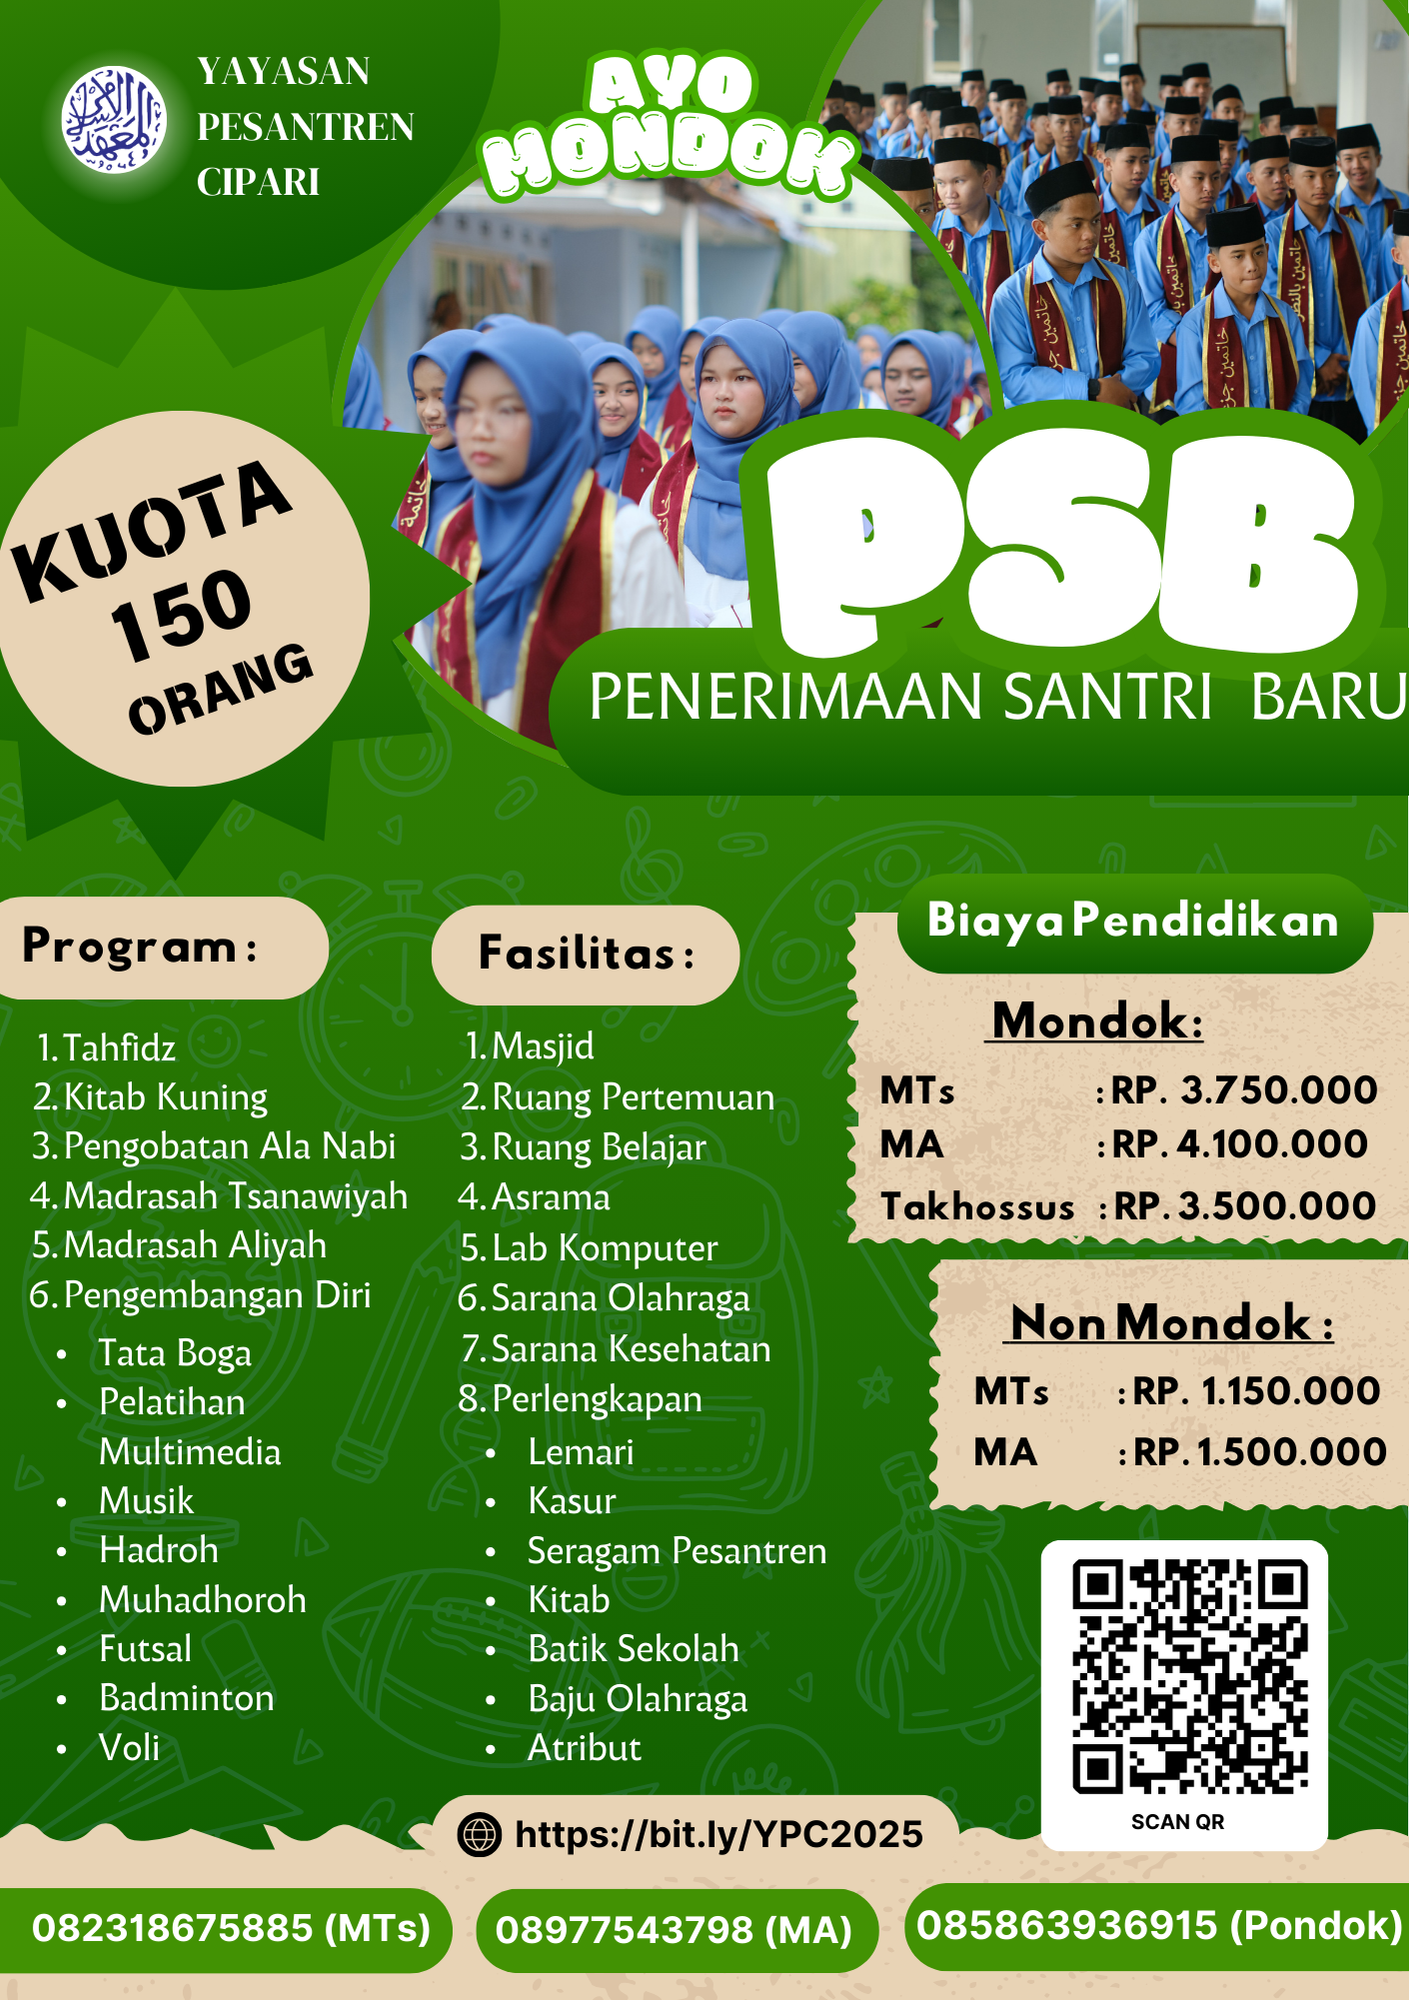 YAYASAN
PESANTREN
CIPARI
AYO
MONDOK
KUOTA
150
ORANG
PSB
PENERIMAAN SANTRI BARU
Program :
1. Tahfidz
2. Kitab Kuning
3. Pengobatan Ala Nabi
4. Madrasah Tsanawiyah
5. Madrasah Aliyah
6. Pengembangan Diri
• Tata Boga
• Pelatihan
Multimedia
• Musik
• Hadroh
• Muhadhoroh
• Futsal
• Badminton
• Voli
Fasilitas :
1. Masjid
2. Ruang Pertemuan
3. Ruang Belajar
4. Asrama
5. Lab Komputer
6. Sarana Olahraga
7. Sarana Kesehatan
8. Perlengkapan
• Lemari
• Kasur
• Seragam Pesantren
• Kitab
• Batik Sekolah
• Baju Olahraga
• Atribut
Biaya Pendidikan
Mondok:
MTs : RP. 3.750.000
MA : RP. 4.100.000
Takhossus : RP. 3.500.000
Non Mondok :
MTs : RP. 1.150.000
MA : RP. 1.500.000
SCAN QR
https://bit.ly/YPC2025
082318675885 (MTs)
08977543798 (MA)
085863936915 (Pondok)